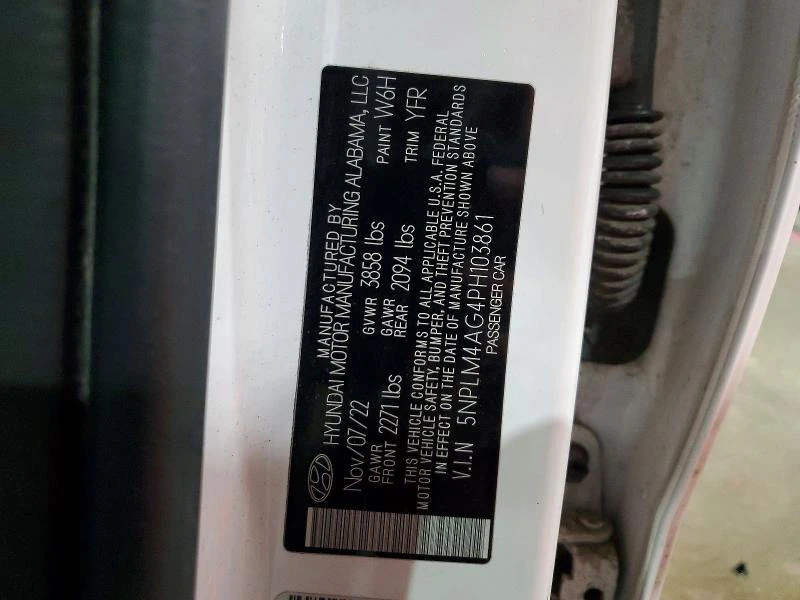 MANUFACTURED BY
HYUNDAI MOTOR MANUFACTURING ALABAMA, LLC
Nov/07/22 GVWR 3858 lbs PAINT W6H
GAWR FRONT 2271 lbs GAWR REAR 2094 lbs TRIM YFR
THIS VEHICLE CONFORMS TO ALL APPLICABLE U.S.A. FEDERAL
MOTOR VEHICLE SAFETY, BUMPER, AND THEFT PREVENTION STANDARDS
IN EFFECT ON THE DATE OF MANUFACTURE SHOWN ABOVE
V.I.N 5NPLM4AG4PH103861
PASSENGER CAR